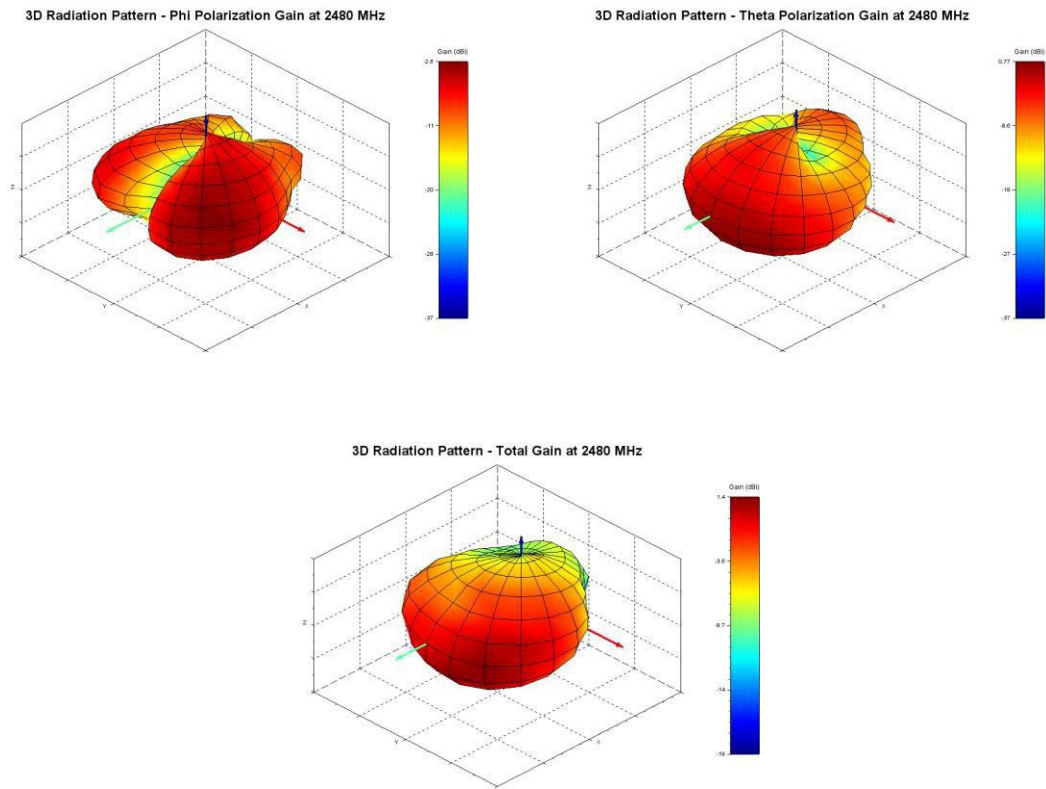 3D Radiation Pattern - Phi Polarization Gain at 2480 MHz
Gain (dBi)
-2.8
-11
-20
-28
-37
Z
Y
X
3D Radiation Pattern - Theta Polarization Gain at 2480 MHz
Gain (dBi)
0.77
-8.6
-18
-27
-37
Z
Y
X
3D Radiation Pattern - Total Gain at 2480 MHz
Gain (dBi)
1.4
-3.6
-8.7
-14
-19
Z
Y
X